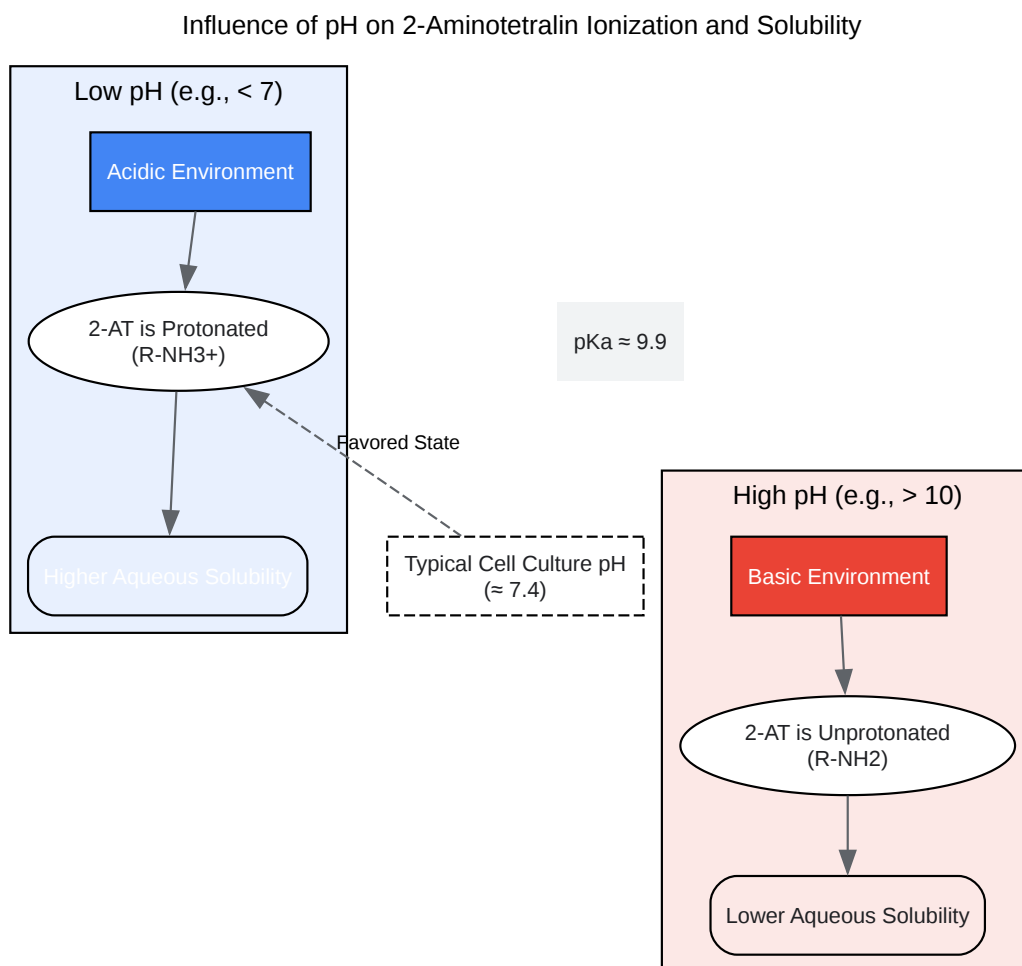 Influence of pH on 2-Aminotetralin Ionization and Solubility
Low pH (e.g., < 7)
Acidic Environment
2-AT is Protonated
(R-NH3+)
Higher Aqueous Solubility
pKa ≈ 9.9
Favored State
Typical Cell Culture pH
(≈ 7.4)
High pH (e.g., > 10)
Basic Environment
2-AT is Unprotonated
(R-NH2)
Lower Aqueous Solubility